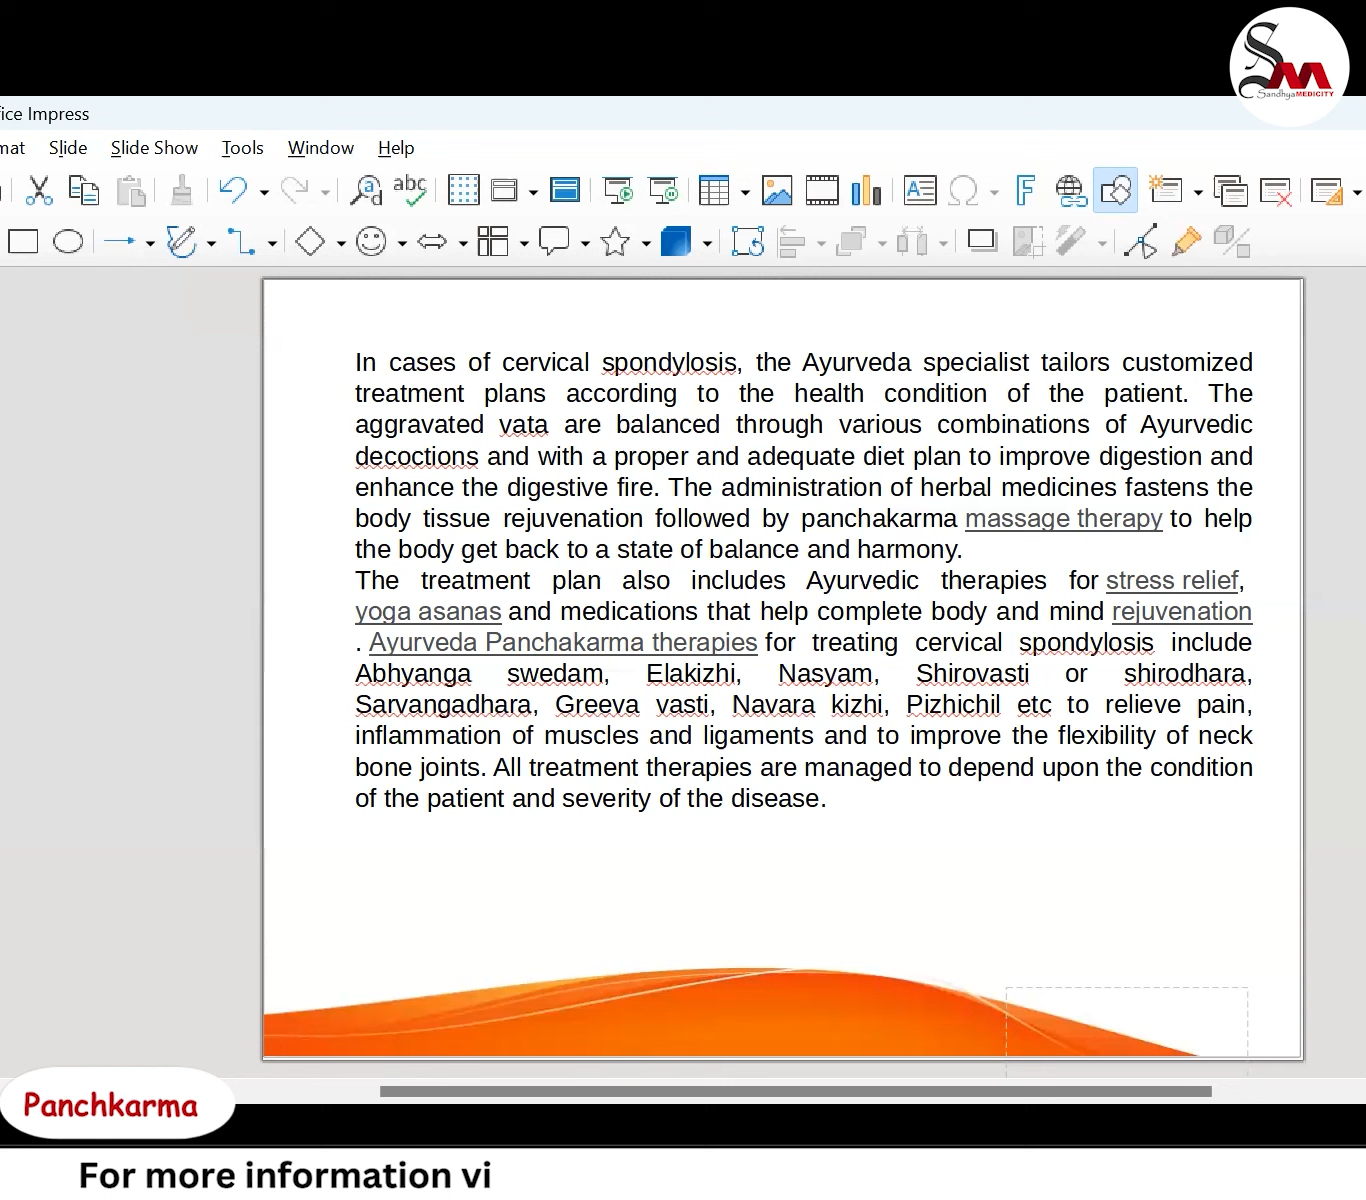 Sandhya MEDICITY
ice Impress
mat Slide Slide Show Tools Window Help
In cases of cervical spondylosis, the Ayurveda specialist tailors customized
treatment plans according to the health condition of the patient. The
aggravated vata are balanced through various combinations of Ayurvedic
decoctions and with a proper and adequate diet plan to improve digestion and
enhance the digestive fire. The administration of herbal medicines fastens the
body tissue rejuvenation followed by panchakarma massage therapy to help
the body get back to a state of balance and harmony.
The treatment plan also includes Ayurvedic therapies for stress relief,
yoga asanas and medications that help complete body and mind rejuvenation
. Ayurveda Panchakarma therapies for treating cervical spondylosis include
Abhyanga swedam, Elakizhi, Nasyam, Shirovasti or shirodhara,
Sarvangadhara, Greeva vasti, Navara kizhi, Pizhichil etc to relieve pain,
inflammation of muscles and ligaments and to improve the flexibility of neck
bone joints. All treatment therapies are managed to depend upon the condition
of the patient and severity of the disease.
Panchkarma
For more information vi